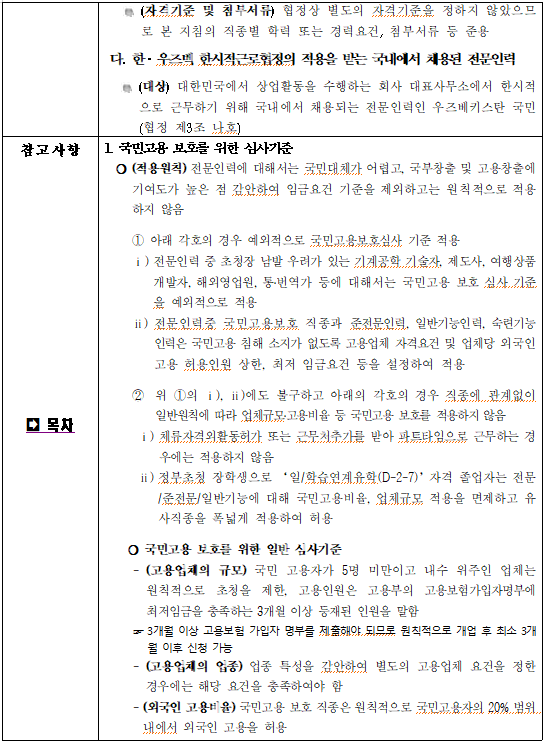 (자격기준 및 첨부서류) 협정상 별도의 자격기준을 정하지 않았으므
로 본 지침의 직종별 학력 또는 경력요건, 첨부서류 등 준용
다. 한·우즈벡 한시적근로협정의 적용을 받는 국내에서 채용된 전문인력
(대상) 대한민국에서 상업활동을 수행하는 회사 대표사무소에서 한시적
으로 근무하기 위해 국내에서 채용되는 전문인력인 우즈베키스탄 국민
(협정 제3조 나호)
참고사항
1. 국민고용 보호를 위한 심사기준
○ (적용원칙) 전문인력에 대해서는 국민대체가 어렵고, 국부창출 및 고용창출에
기여도가 높은 점 감안하여 임금요건 기준을 제외하고는 원칙적으로 적용
하지 않음
① 아래 각호의 경우 예외적으로 국민고용보호심사 기준 적용
ⅰ) 전문인력 중 초청장 남발 우려가 있는 기계공학 기술자, 제도사, 여행상품
개발자, 해외영업원, 통·번역가 등에 대해서는 국민고용 보호 심사 기준
을 예외적으로 적용
ⅱ) 전문인력중 국민고용보호 직종과 준전문인력, 일반기능인력, 숙련기능
인력은 국민고용 침해 소지가 없도록 고용업체 자격요건 및 업체당 외국인
고용 허용인원 상한, 최저 임금요건 등을 설정하여 적용
② 위 ①의 ⅰ), ⅱ)에도 불구하고 아래의 각호의 경우 직종에 관계없이
일반원칙에 따라 업체규모·고용비율 등 국민고용 보호를 적용하지 않음
ⅰ) 체류자격외활동허가 또는 근무처추가를 받아 파트타임으로 근무하는 경
우에는 적용하지 않음
ⅱ) 정부초청 장학생으로 '일/학습연계유학(D-2-7)' 자격 졸업자는 전문
/준전문/일반기능에 대해 국민고용비율, 업체규모 적용을 면제하고 유
사직종을 폭넓게 적용하여 허용
➡ 목차
○ 국민고용 보호를 위한 일반 심사기준
- (고용업체의 규모) 국민 고용자가 5명 미만이고 내수 위주인 업체는
원칙적으로 초청을 제한, 고용인원은 고용부의 고용보험가입자명부에
최저임금을 충족하는 3개월 이상 등재된 인원을 말함
☞ 3개월 이상 고용보험 가입자 명부를 제출해야 되므로 원칙적으로 개업 후 최소 3개
월 이후 신청 가능
- (고용업체의 업종) 업종 특성을 감안하여 별도의 고용업체 요건을 정한
경우에는 해당 요건을 충족하여야 함
- (외국인 고용비율) 국민고용 보호 직종은 원칙적으로 국민고용자의 20% 범위
내에서 외국인 고용을 허용